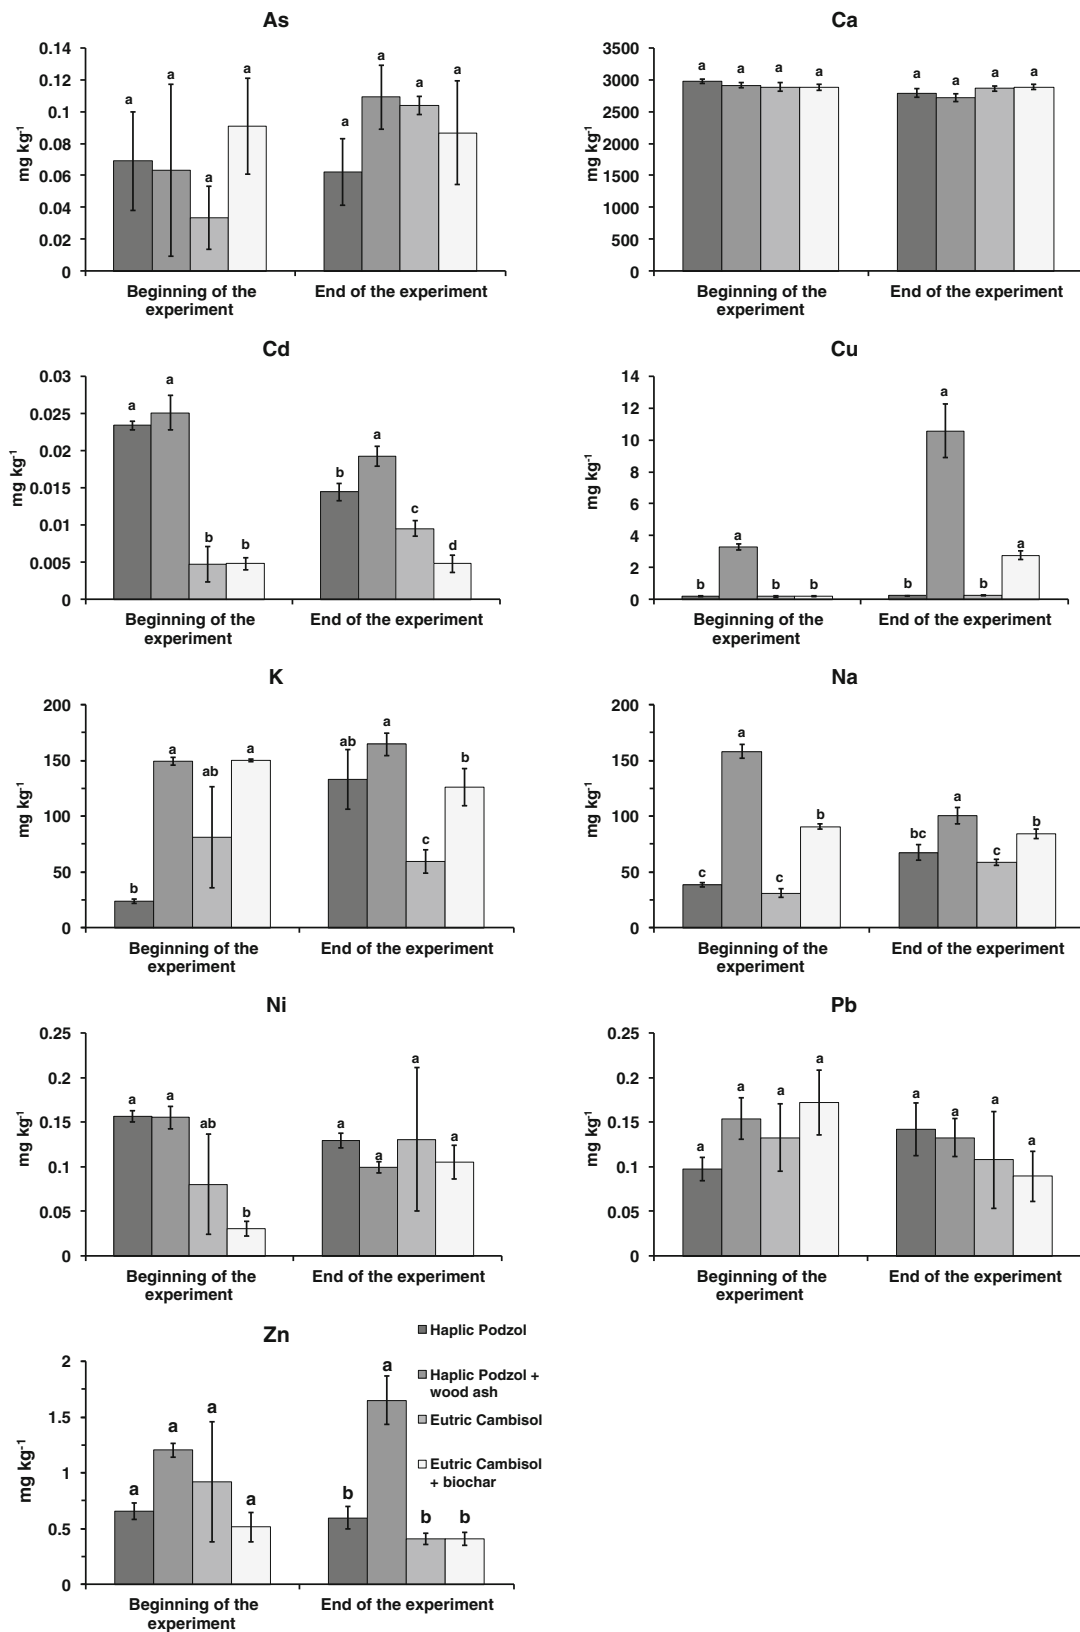 As
0.14
0.12
0.1
0.08
0.06
0.04
0.02
0
mg kg-1
a a a a a a a a
Beginning of the
experiment
End of the experiment
Ca
3500
3000
2500
2000
1500
1000
500
0
mg kg-1
a a a a a a a a
Beginning of the
experiment
End of the experiment
Cd
0.03
0.025
0.02
0.015
0.01
0.005
0
mg kg-1
a a b b b a c d
Beginning of the
experiment
End of the experiment
Cu
14
12
10
8
6
4
2
0
mg kg-1
b a b b b a b a
Beginning of the
experiment
End of the experiment
K
200
150
100
50
0
mg kg-1
b a ab a ab a c b
Beginning of the
experiment
End of the experiment
Na
200
150
100
50
0
mg kg-1
c a c b bc a c b
Beginning of the
experiment
End of the experiment
Ni
0.25
0.2
0.15
0.1
0.05
0
mg kg-1
a a ab b a a a a
Beginning of the
experiment
End of the experiment
Pb
0.25
0.2
0.15
0.1
0.05
0
mg kg-1
a a a a a a a a
Beginning of the
experiment
End of the experiment
Zn
2
1.5
1
0.5
0
mg kg-1
a a a a b a b b
Beginning of the
experiment
End of the experiment
Haplic Podzol
Haplic Podzol +
wood ash
Eutric Cambisol
Eutric Cambisol
+ biochar